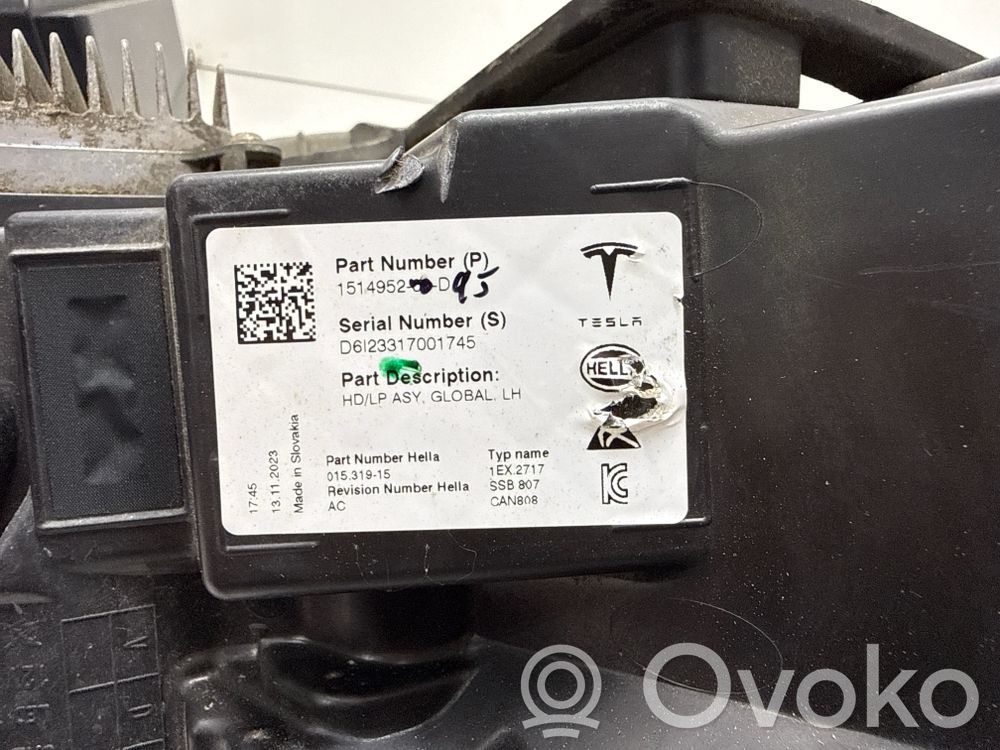 Part Number (P)
1514952- -D 95
Serial Number (S)
D6I23317001745
Part Description:
HD/LP ASY, GLOBAL, LH
Part Number Hella
015.319-15
Revision Number Hella
AC
Typ name
1EX.2717
SSB 807
CAN808
17:45
13.11.2023
Made in Slovakia
TESLA
HELL
Ovoko